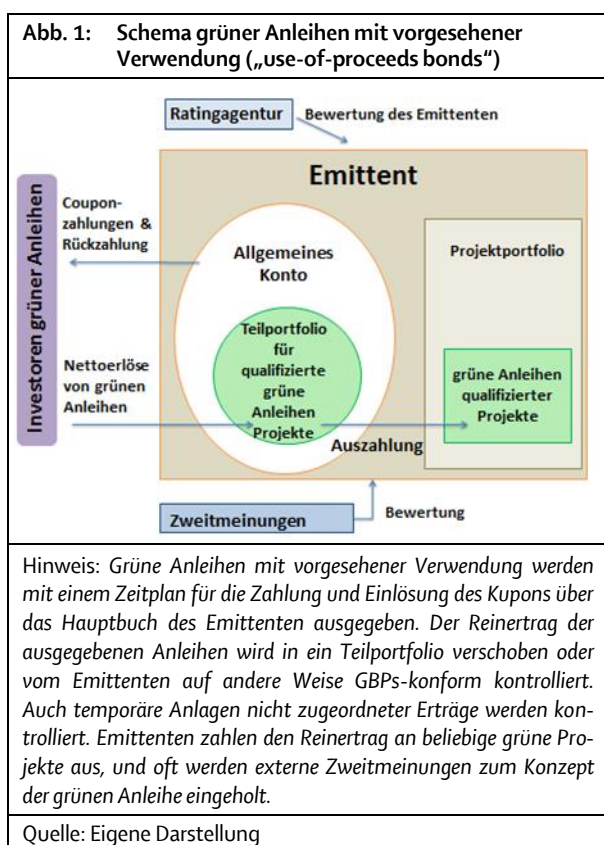 Abb. 1: Schema grüner Anleihen mit vorgesehener
Verwendung („use-of-proceeds bonds“)
Ratingagentur
Bewertung des Emittenten
Emittent
Investoren grüner Anleihen
Coupon-
zahlungen &
Rückzahlung
Allgemeines
Konto
Projektportfolio
Nettoerlöse
von grünen
Anleihen
Teilportfolio
für
qualifizierte
grüne
Anleihen
Projekte
Auszahlung
grüne Anleihen
qualifizierter
Projekte
Zweitmeinungen
Bewertung
Hinweis: Grüne Anleihen mit vorgesehener Verwendung werden
mit einem Zeitplan für die Zahlung und Einlösung des Kupons über
das Hauptbuch des Emittenten ausgegeben. Der Reinertrag der
ausgegebenen Anleihen wird in ein Teilportfolio verschoben oder
vom Emittenten auf andere Weise GBPs-konform kontrolliert.
Auch temporäre Anlagen nicht zugeordneter Erträge werden kon-
trolliert. Emittenten zahlen den Reinertrag an beliebige grüne Pro-
jekte aus, und oft werden externe Zweitmeinungen zum Konzept
der grünen Anleihe eingeholt.
Quelle: Eigene Darstellung